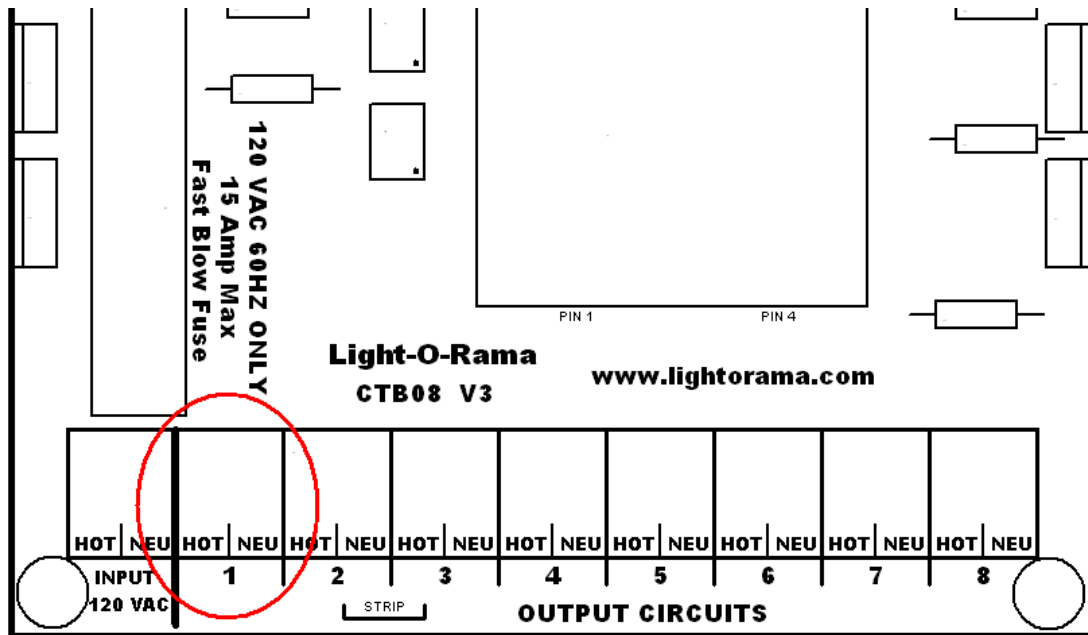 120 VAC 60HZ ONLY
15 Amp Max
Fast Blow Fuse
PIN 1 PIN 4
Light-O-Rama
www.lightorama.com
CTB08 V3
HOT NEU HOT NEU HOT NEU HOT NEU HOT NEU HOT NEU HOT NEU HOT NEU HOT NEU
INPUT 1 2 3 4 5 6 7 8
120 VAC STRIP OUTPUT CIRCUITS